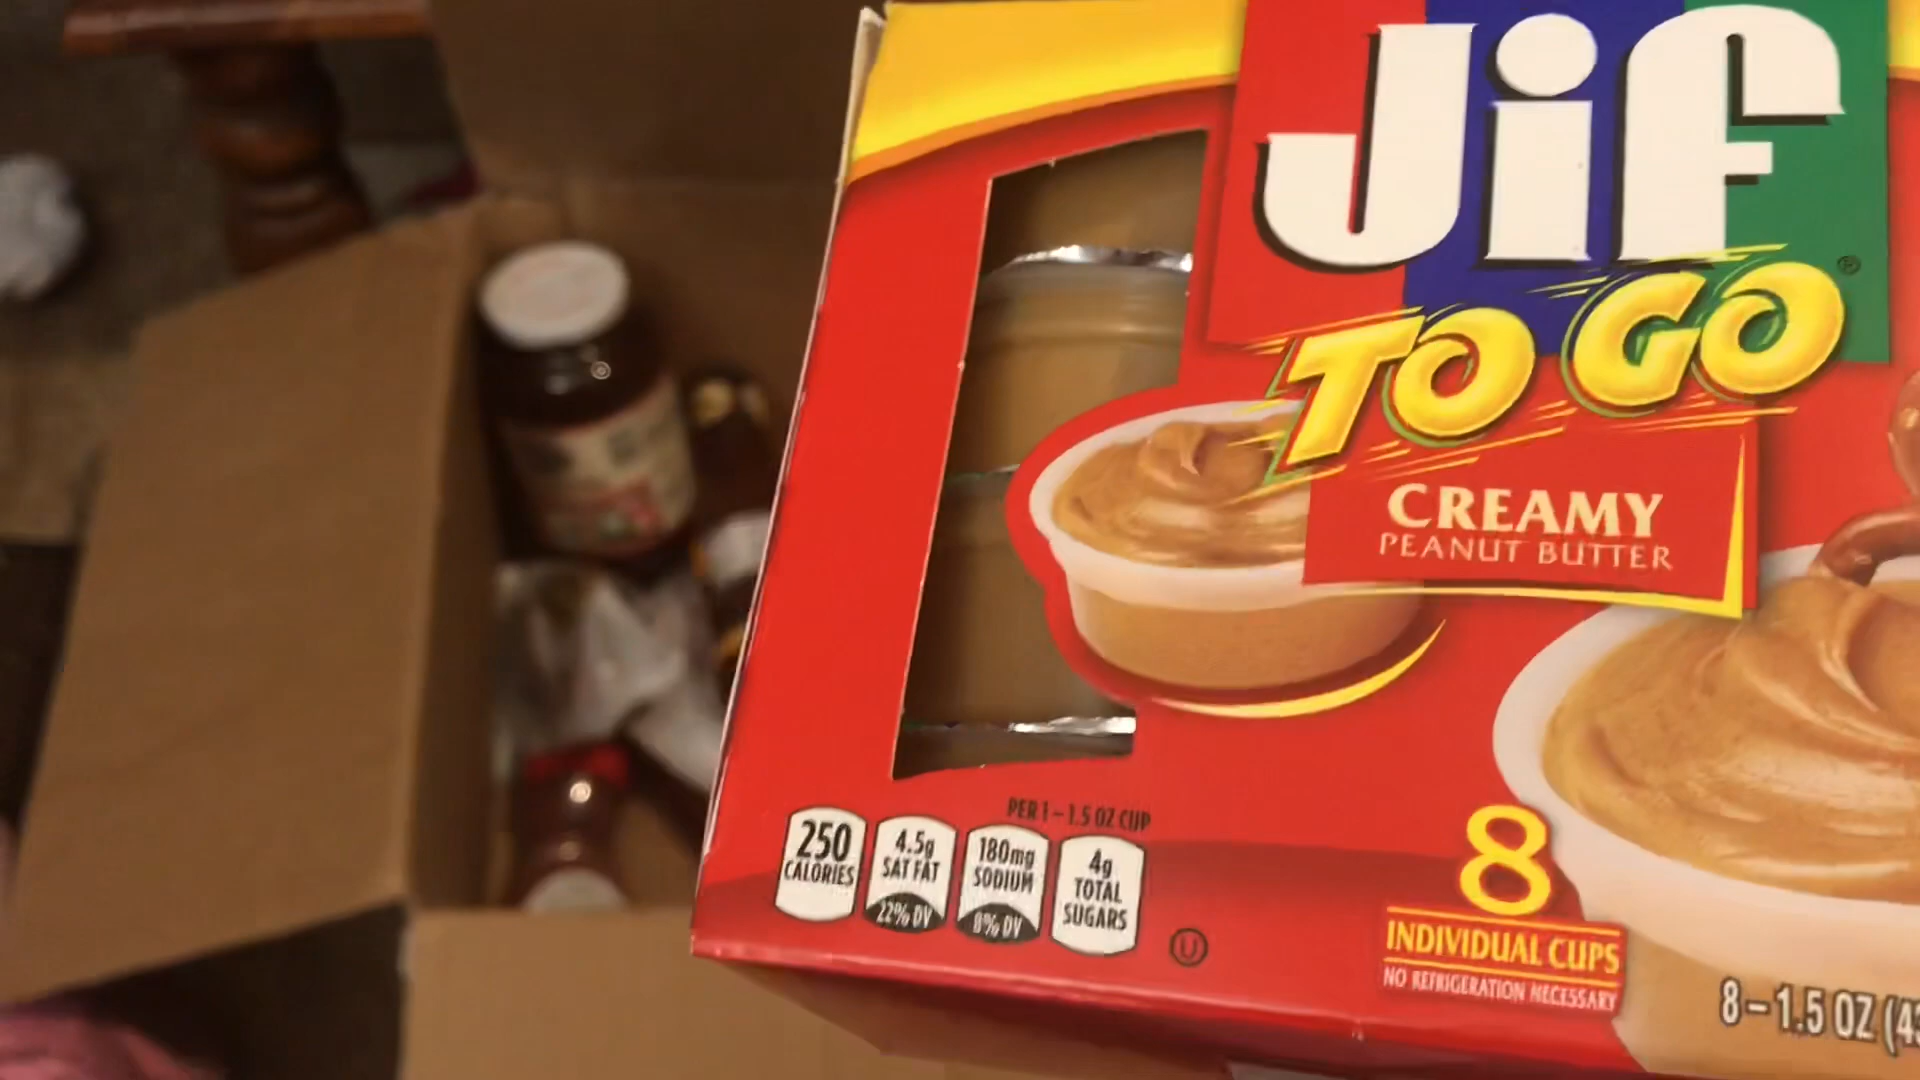 Jif
®
TO GO
CREAMY
PEANUT BUTTER
PER 1 – 1.5 OZ CUP
250
CALORIES
4.5g
SAT FAT
22% DV
180mg
SODIUM
8% DV
4g
TOTAL
SUGARS
U
8
INDIVIDUAL CUPS
NO REFRIGERATION NECESSARY
8 – 1.5 OZ (43